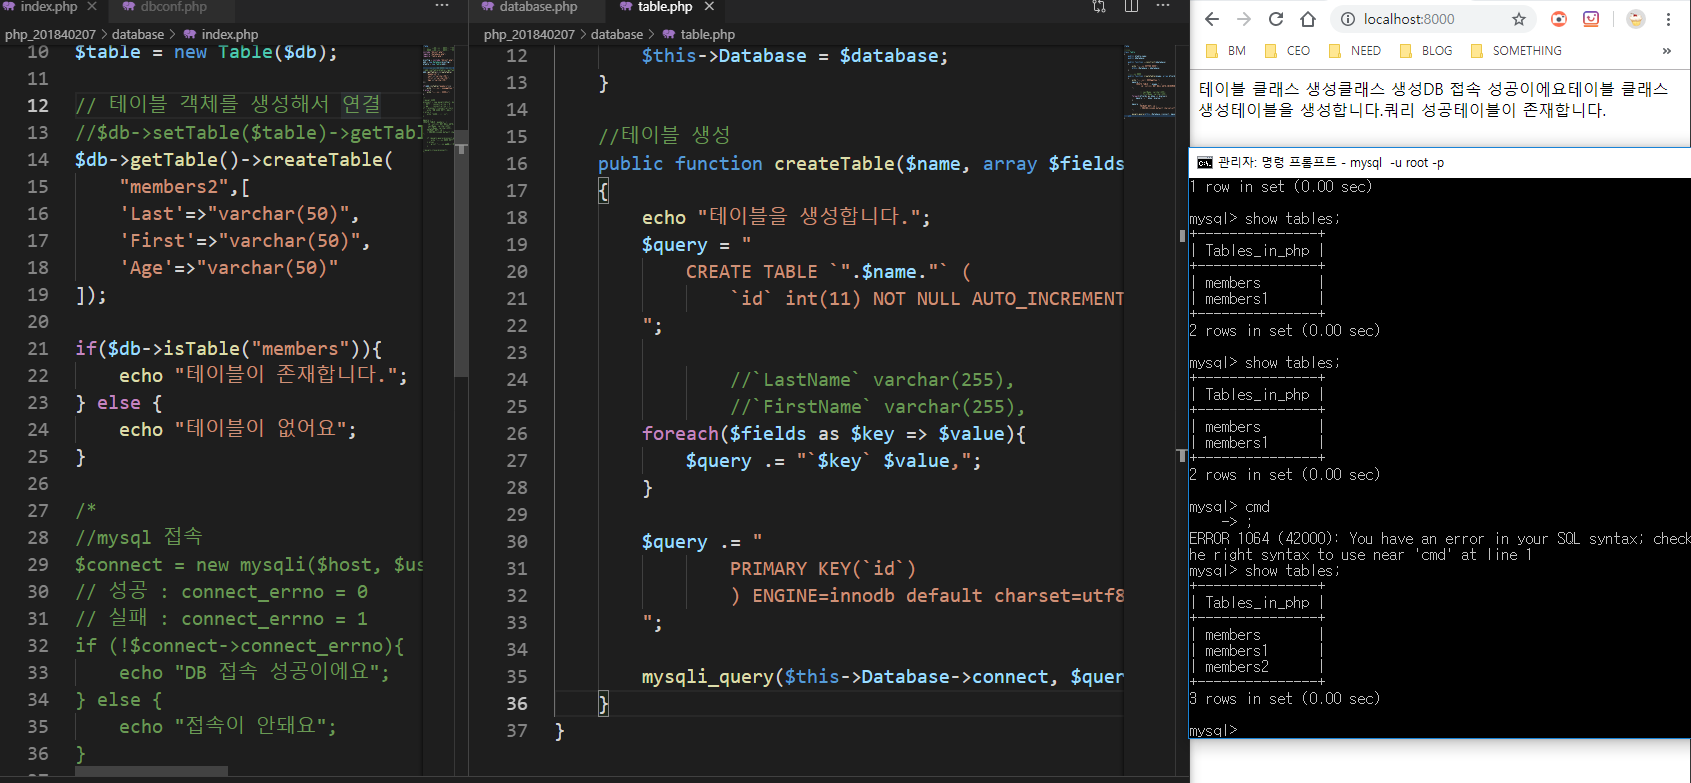 index.php
dbconf.php
php_201840207 > database > index.php
10 $table = new Table($db);
11
12 // 테이블 객체를 생성해서 연결
13 //$db->setTable($table)->getTabl
14 $db->getTable()->createTable(
15 "members2",[
16 'Last'=>"varchar(50)",
17 'First'=>"varchar(50)",
18 'Age'=>"varchar(50)"
19 ]);
20
21 if($db->isTable("members")){
22 echo "테이블이 존재합니다.";
23 } else {
24 echo "테이블이 없어요";
25 }
26
27 /*
28 //mysql 접속
29 $connect = new mysqli($host, $us
30 // 성공 : connect_errno = 0
31 // 실패 : connect_errno = 1
32 if (!$connect->connect_errno){
33 echo "DB 접속 성공이에요";
34 } else {
35 echo "접속이 안돼요";
36 }
database.php
table.php
php_201840207 > database > table.php
12 $this->Database = $database;
13 }
14
15 //테이블 생성
16 public function createTable($name, array $fields
17 {
18 echo "테이블을 생성합니다.";
19 $query = "
20 CREATE TABLE `".$name."` (
21 `id` int(11) NOT NULL AUTO_INCREMENT
22 ";
23
24 //`LastName` varchar(255),
25 //`FirstName` varchar(255),
26 foreach($fields as $key => $value){
27 $query .= "`$key` $value,";
28 }
29
30 $query .= "
31 PRIMARY KEY(`id`)
32 ) ENGINE=innodb default charset=utf8
33 ";
34
35 mysqli_query($this->Database->connect, $quer
36 }
37 }
localhost:8000
BM CEO NEED BLOG SOMETHING »
테이블 클래스 생성클래스 생성DB 접속 성공이에요테이블 클래스
생성테이블을 생성합니다.쿼리 성공테이블이 존재합니다.
관리자: 명령 프롬프트 - mysql -u root -p
1 row in set (0.00 sec)
mysql> show tables;
+---------------+
| Tables_in_php |
+---------------+
| members |
| members1 |
+---------------+
2 rows in set (0.00 sec)
mysql> show tables;
+---------------+
| Tables_in_php |
+---------------+
| members |
| members1 |
+---------------+
2 rows in set (0.00 sec)
mysql> cmd
-> ;
ERROR 1064 (42000): You have an error in your SQL syntax; check
he right syntax to use near 'cmd' at line 1
mysql> show tables;
+---------------+
| Tables_in_php |
+---------------+
| members |
| members1 |
| members2 |
+---------------+
3 rows in set (0.00 sec)
mysql>